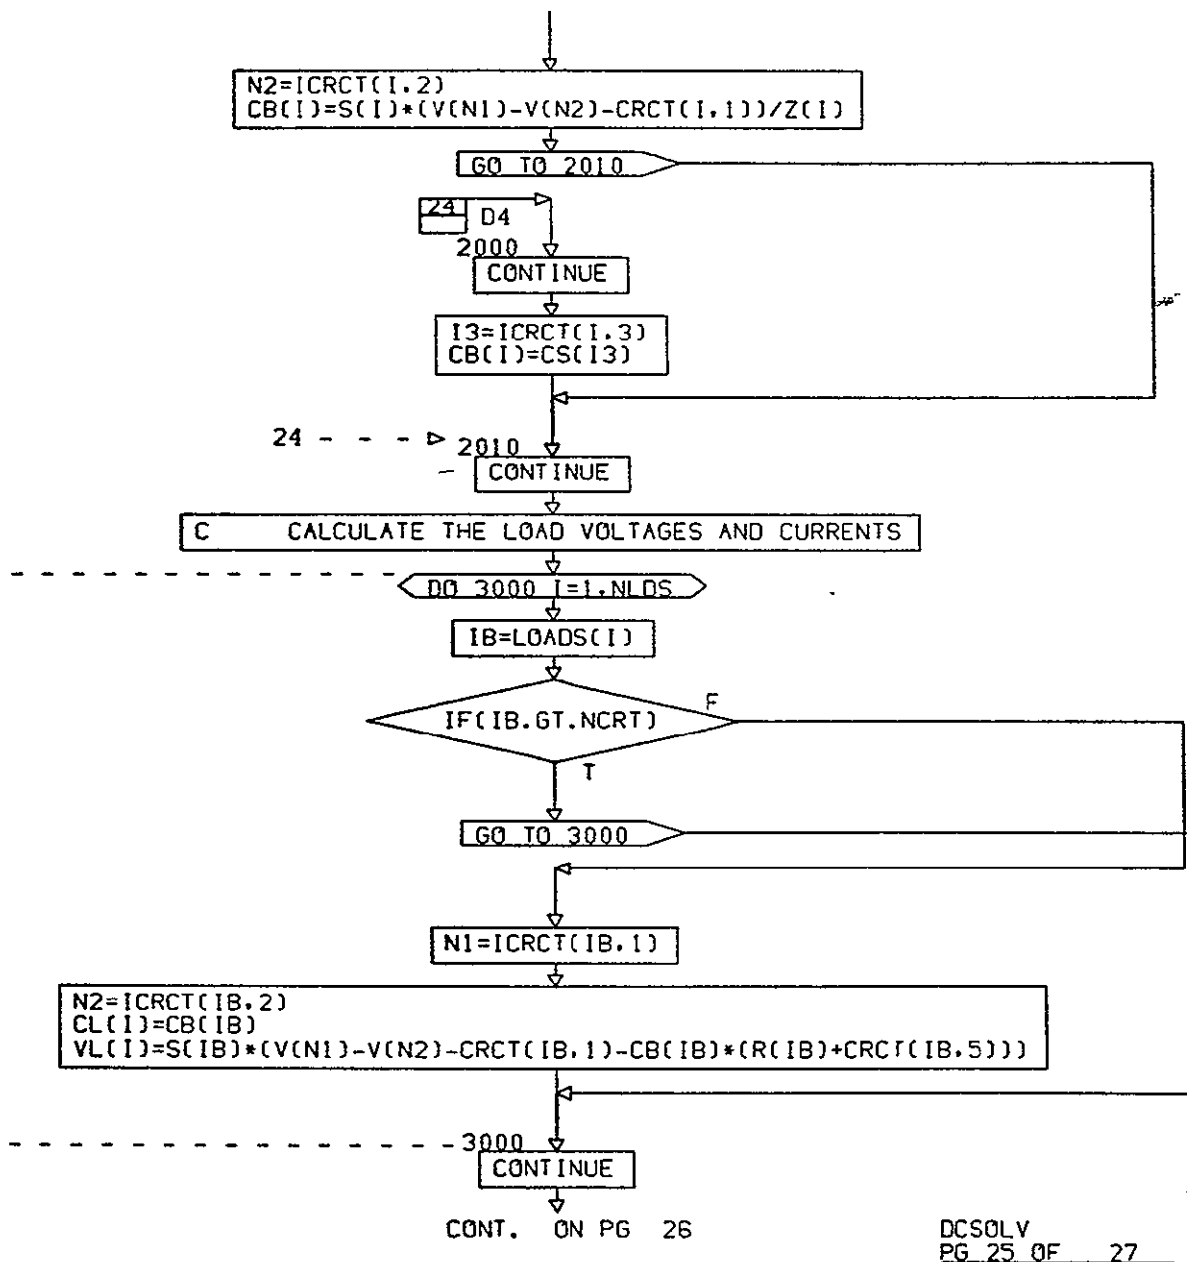 N2=ICRCT(I.2)
CB(I)=S(I)*(V(N1)-V(N2)-CRCT(I.1))/Z(I)
GO TO 2010
24
D4
2000
CONTINUE
I3=ICRCT(I.3)
CB(I)=CS(I3)
24
2010
CONTINUE
C CALCULATE THE LOAD VOLTAGES AND CURRENTS
DO 3000 I=1.NLDS
IB=LOADS(I)
IF(IB.GT.NCRT)
F
T
GO TO 3000
N1=ICRCT(IB.1)
N2=ICRCT(IB.2)
CL(I)=CB(IB)
VL(I)=S(IB)*(V(N1)-V(N2)-CRCT(IB.1)-CB(IB)*(R(IB)+CRCT(IB.5)))
3000
CONTINUE
CONT. ON PG 26
DCSOLV
PG 25 OF 27